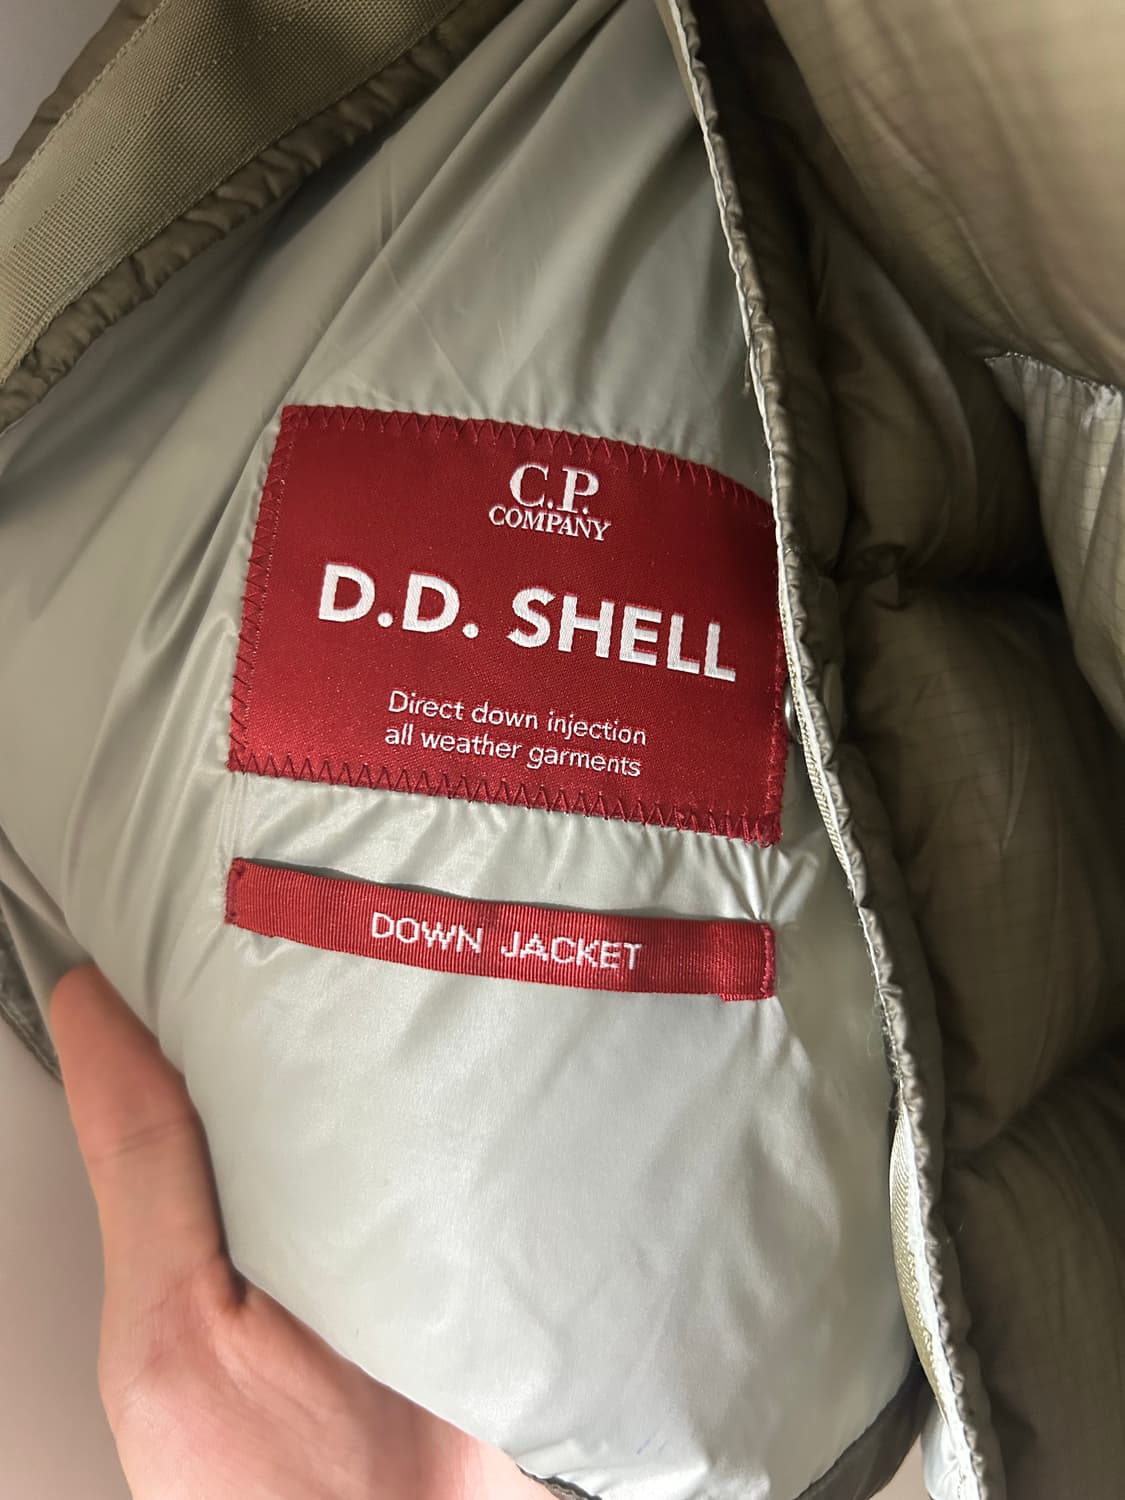 C.P.
COMPANY
D.D. SHELL
Direct down injection
all weather garments
DOWN JACKET